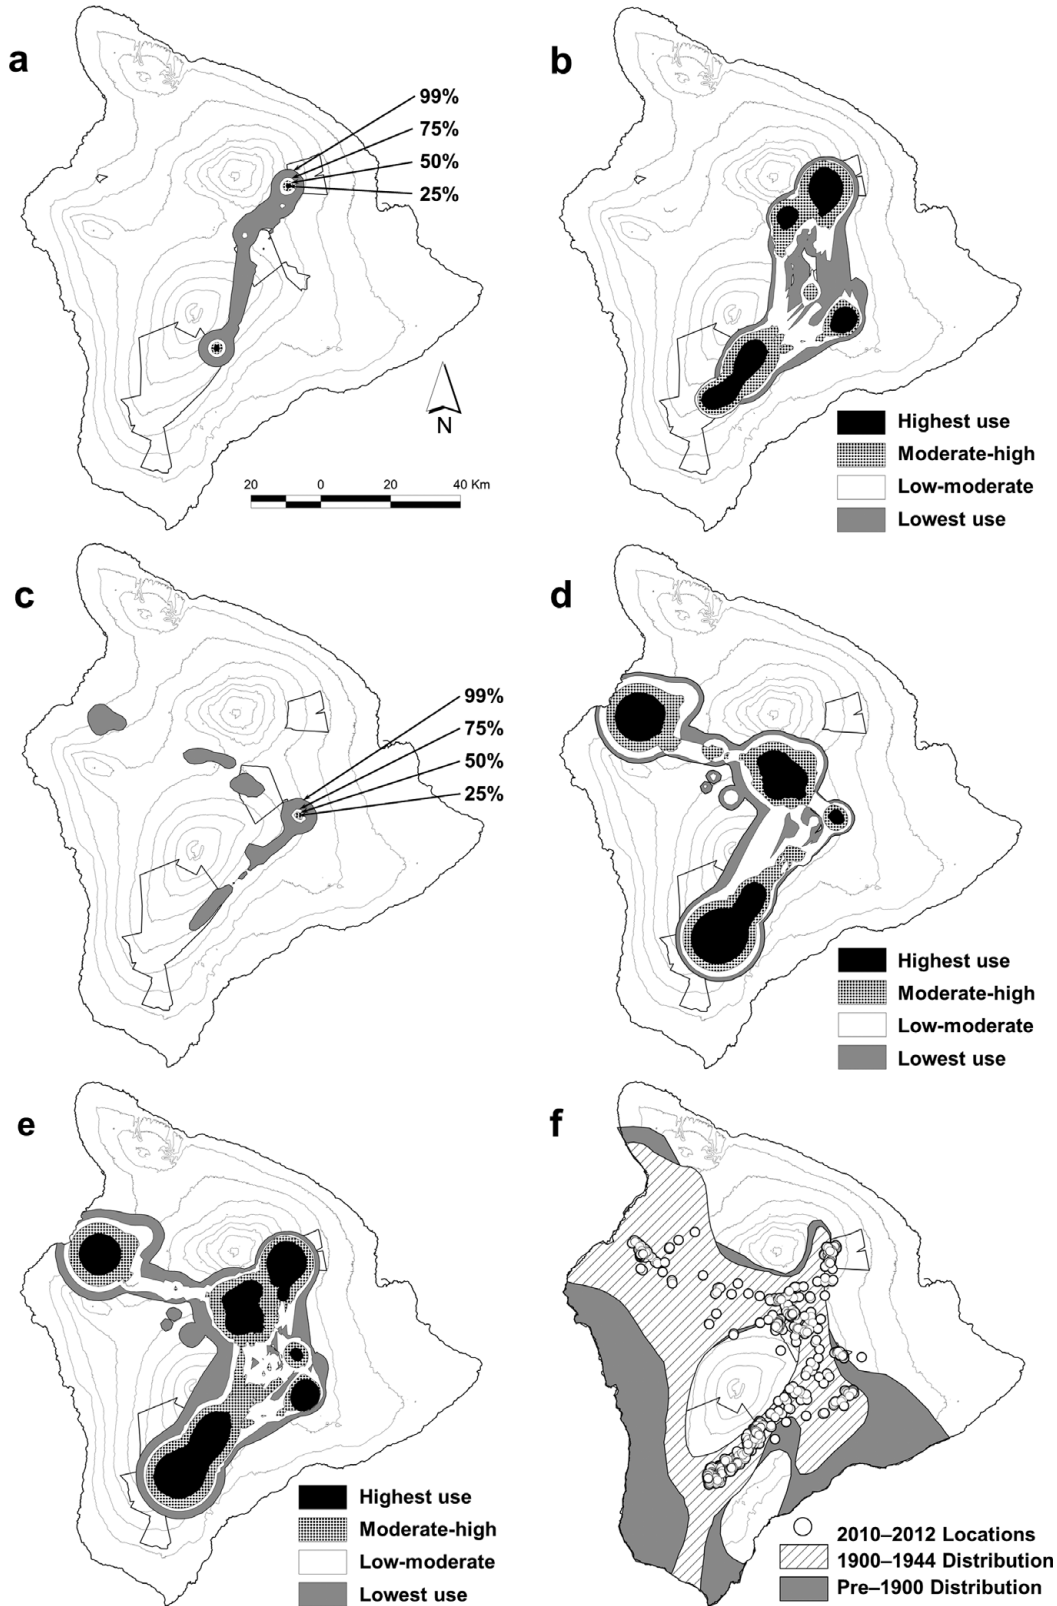 a
99%
75%
50%
25%
N
20 0 20 40 Km
b
Highest use
Moderate-high
Low-moderate
Lowest use
c
99%
75%
50%
25%
d
Highest use
Moderate-high
Low-moderate
Lowest use
e
Highest use
Moderate-high
Low-moderate
Lowest use
f
2010–2012 Locations
1900–1944 Distribution
Pre–1900 Distribution